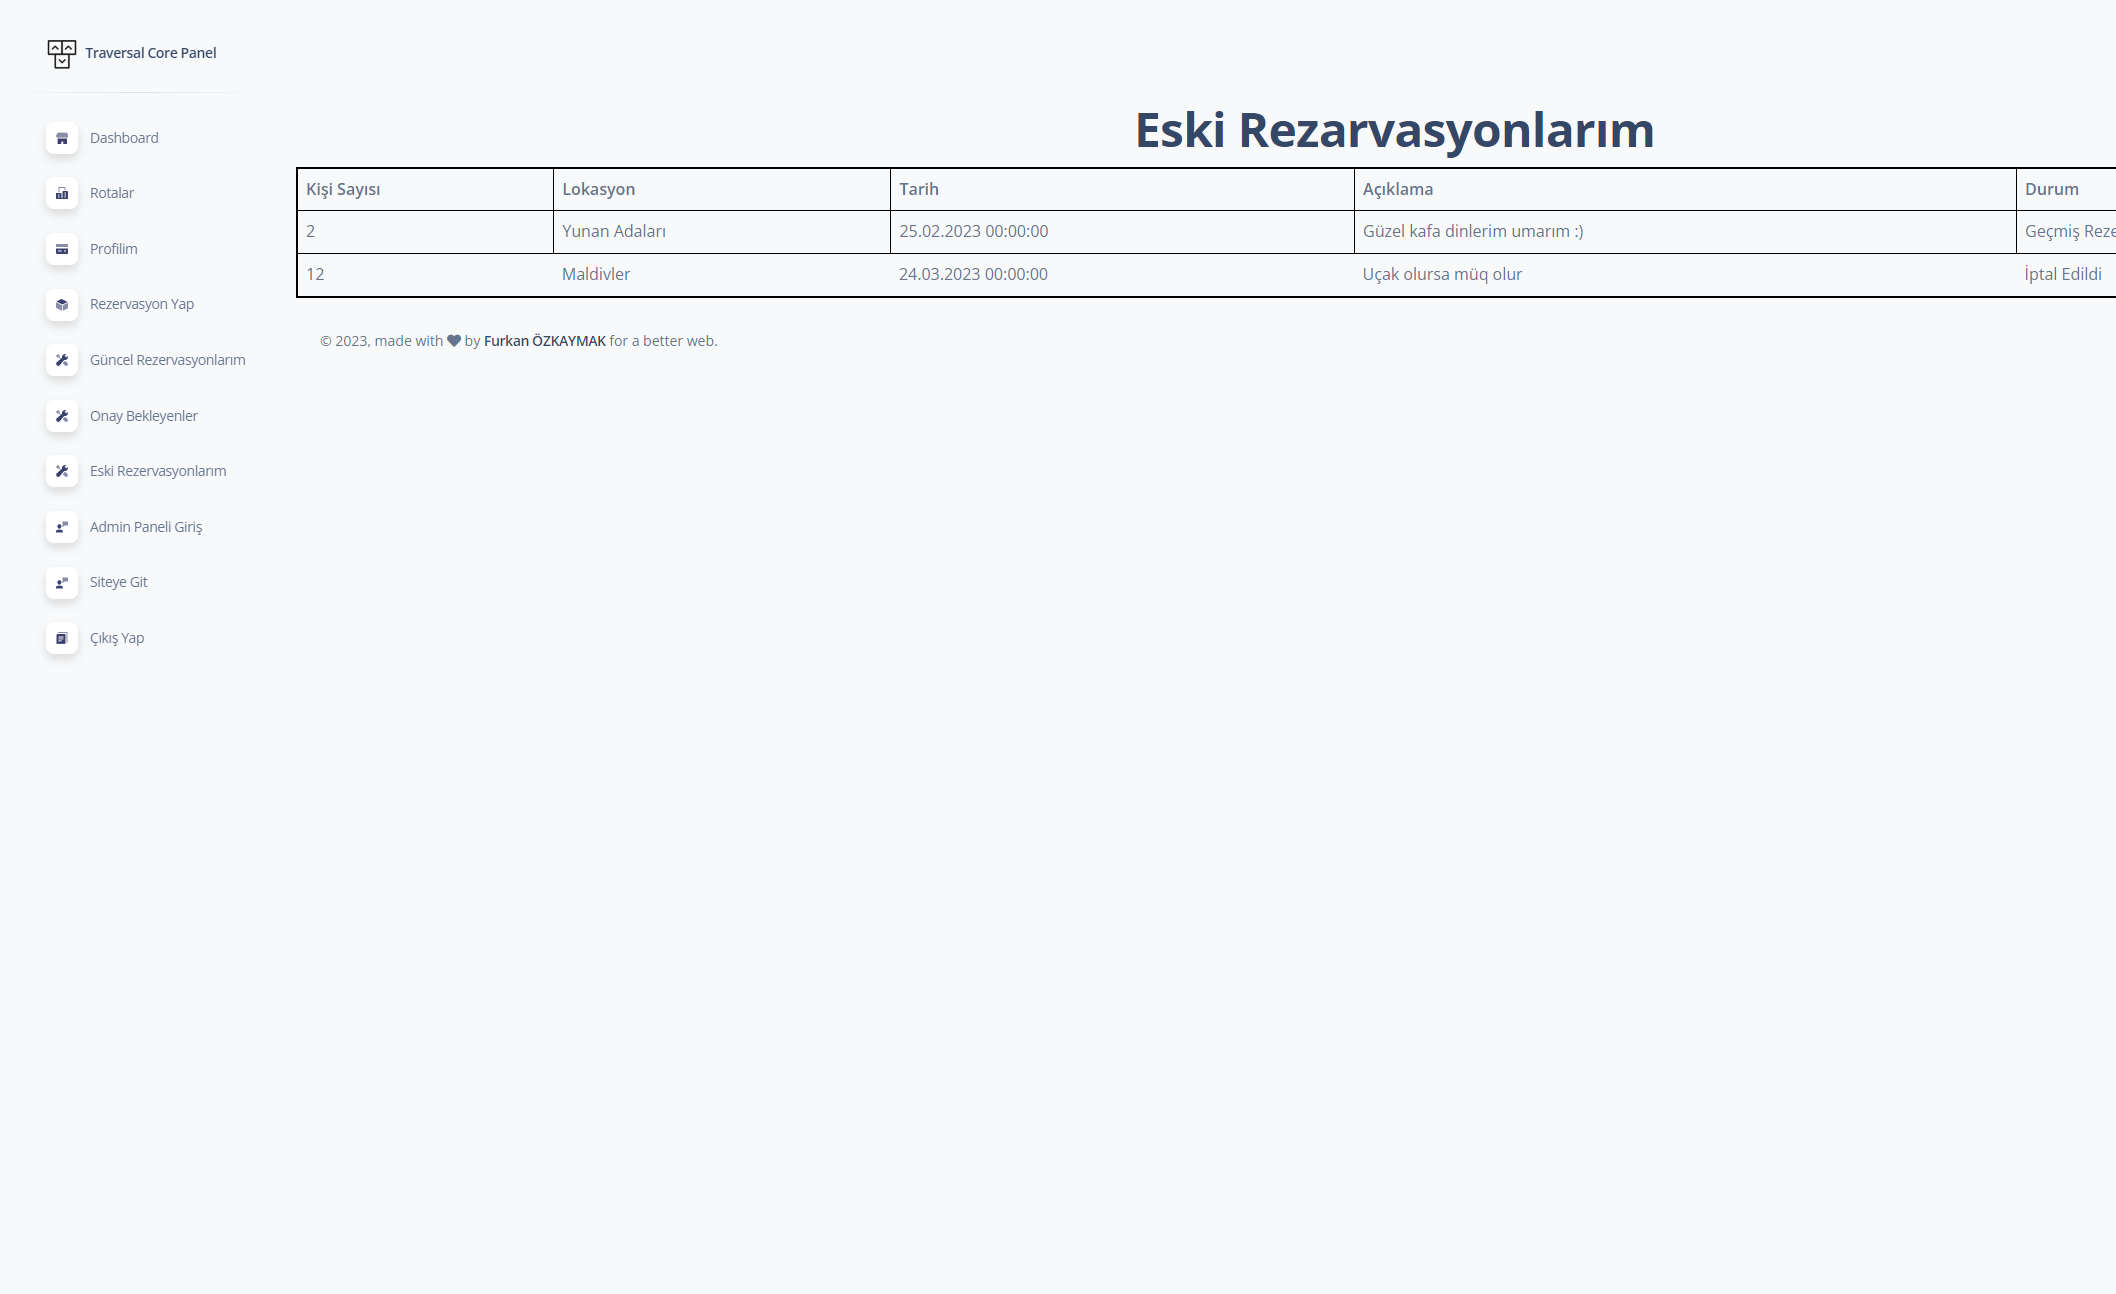 Traversal Core Panel
Dashboard
Rotalar
Profilim
Rezervasyon Yap
Güncel Rezervasyonlarım
Onay Bekleyenler
Eski Rezervasyonlarım
Admin Paneli Giriş
Siteye Git
Çıkış Yap
Eski Rezarvasyonlarım
Kişi Sayısı Lokasyon Tarih Açıklama Durum
2 Yunan Adaları 25.02.2023 00:00:00 Güzel kafa dinlerim umarım :) Geçmiş Reze
12 Maldivler 24.03.2023 00:00:00 Uçak olursa müq olur İptal Edildi
© 2023, made with by Furkan ÖZKAYMAK for a better web.